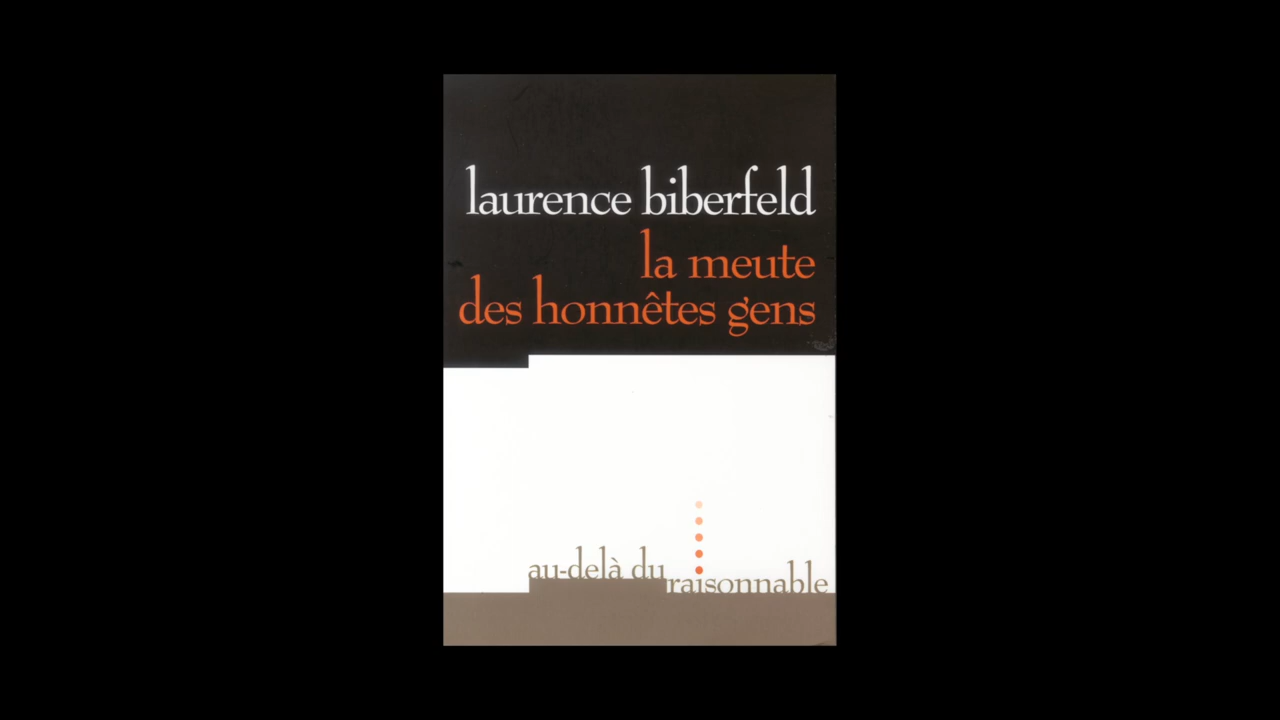 laurence biberfeld
la meute
des honnêtes gens
au-delà du
raisonnable